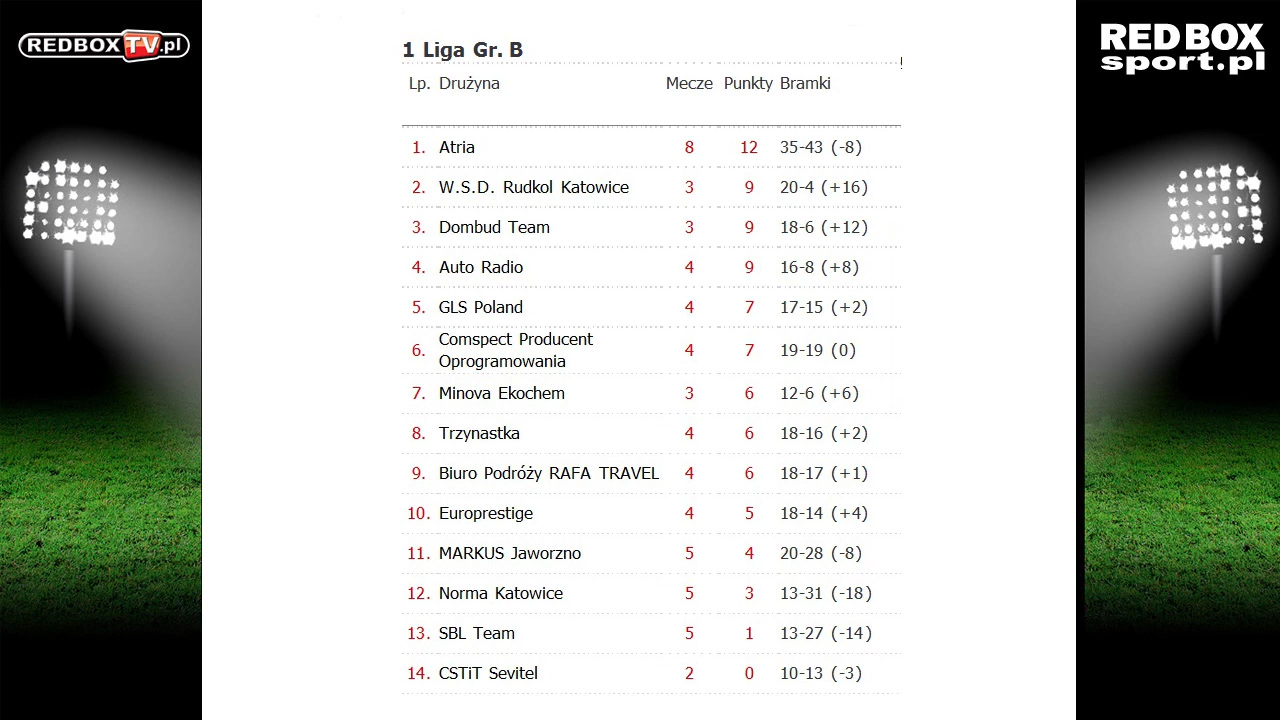 REDBOXTV.pl
RED BOX
sport.pl
1 Liga Gr. B
Lp. Drużyna Mecze Punkty Bramki
1. Atria 8 12 35-43 (-8)
2. W.S.D. Rudkol Katowice 3 9 20-4 (+16)
3. Dombud Team 3 9 18-6 (+12)
4. Auto Radio 4 9 16-8 (+8)
5. GLS Poland 4 7 17-15 (+2)
6. Comspect Producent
Oprogramowania 4 7 19-19 (0)
7. Minova Ekochem 3 6 12-6 (+6)
8. Trzynastka 4 6 18-16 (+2)
9. Biuro Podróży RAFA TRAVEL 4 6 18-17 (+1)
10. Europrestige 4 5 18-14 (+4)
11. MARKUS Jaworzno 5 4 20-28 (-8)
12. Norma Katowice 5 3 13-31 (-18)
13. SBL Team 5 1 13-27 (-14)
14. CSTiT Sevitel 2 0 10-13 (-3)